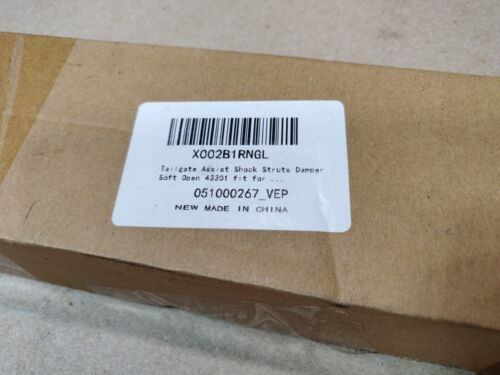 X002B1RNGL
Tailgate Assist Shock Struts Damper
Soft Open 43301 fit for ...
051000267_VEP
NEW MADE IN CHINA